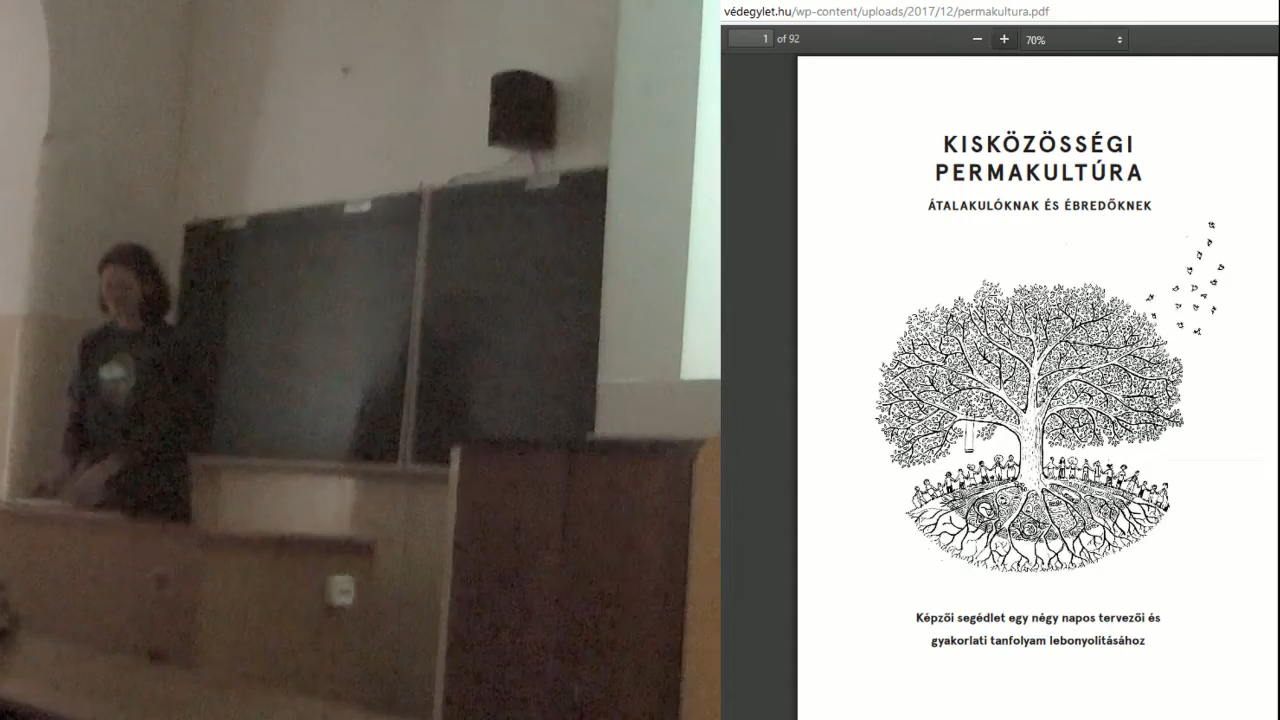 védegylet.hu/wp-content/uploads/2017/12/permakultura.pdf
1 of 92
70%
KISKÖZÖSSÉGI
PERMAKULTÚRA
ÁTALAKULÓKNAK ÉS ÉBREDŐKNEK
Képzői segédlet egy négy napos tervezői és
gyakorlati tanfolyam lebonyolításához